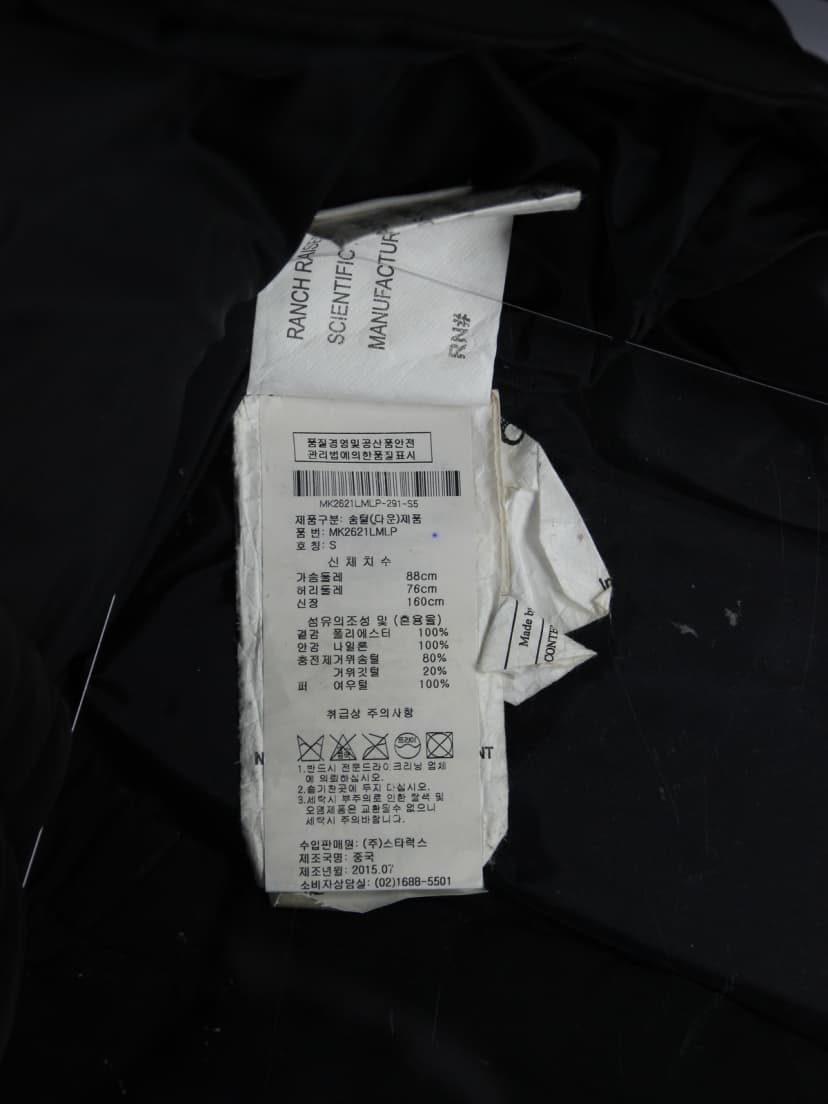 RANCH RAISE
SCIENTIFIC
MANUFACTUR
RN#
품질경영및공산품안전
관리법에의한품질표시
MK2621LMLP-291-S5
제품구분: 솜털(다운)제품
품 번: MK2621LMLP
호 칭: S
신 체 치 수
가슴둘레 88cm
허리둘레 76cm
신장 160cm
섬유의조성 및 (혼용율)
겉감 폴리에스터 100%
안감 나일론 100%
충전제거위솜털 80%
거위깃털 20%
퍼 여우털 100%
취급상 주의사항
드라이
1.반드시 전문드라이크리닝 업체
에 의뢰하십시오.
2.습기찬곳에 두지 마십시오.
3.세탁시 부주의로 인한 탈색 및
오염제품은 교환될수 없으니
세탁시 주의바랍니다.
수입판매원: (주)스타럭스
제조국명: 중국
제조년월: 2015.07
소비자상담실: (02)1688-5501
N
NT
In
Made by
CONTE